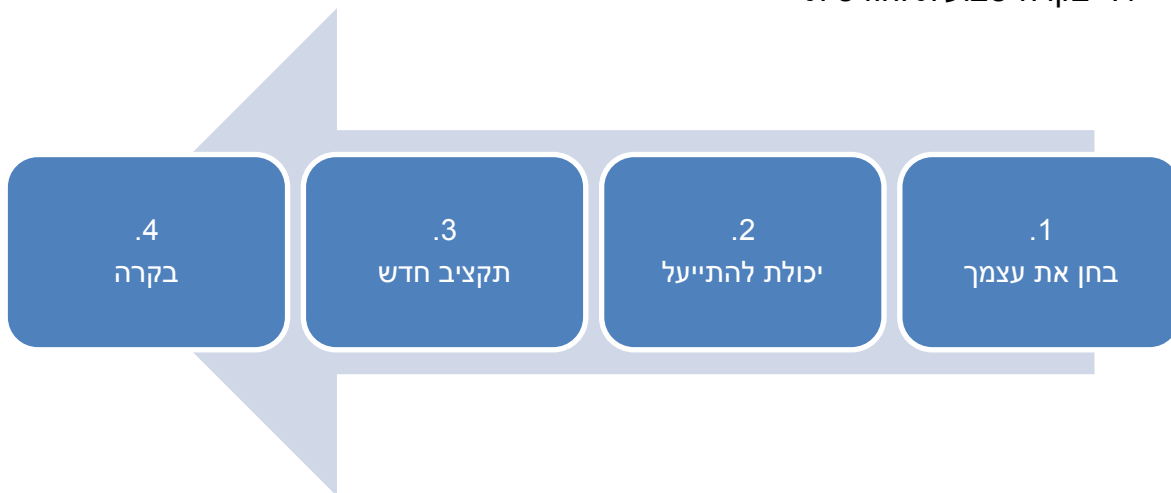 .1
בחן את עצמך
.2
יכולת להתייעל
.3
תקציב חדש
.4
בקרה